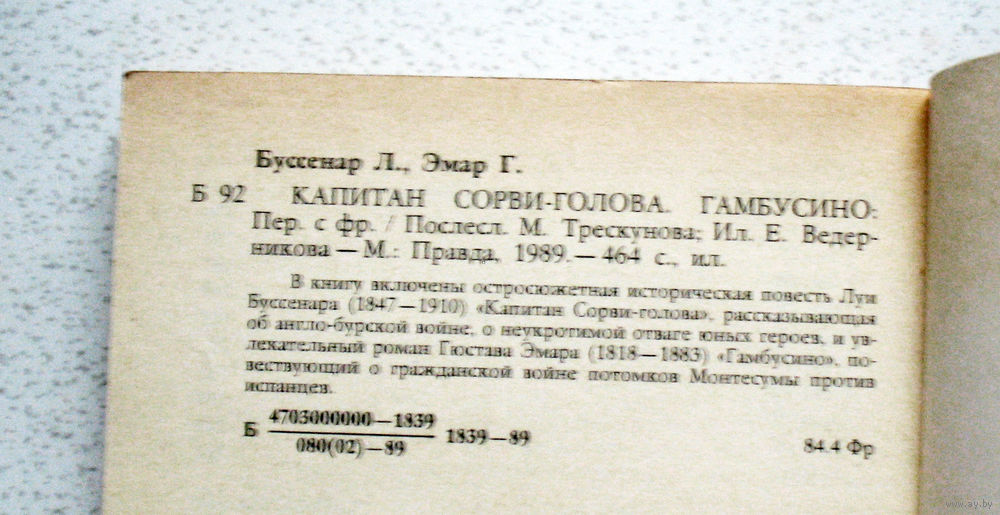 Буссенар Л., Эмар Г.
Б 92 КАПИТАН СОРВИ-ГОЛОВА. ГАМБУСИНО:
Пер. с фр. / Послесл. М. Трескунова; Ил. Е. Ведер-
никова — М.: Правда, 1989. — 464 с., ил.
В книгу включены остросюжетная историческая повесть Луи
Буссенара (1847—1910) «Капитан Сорви-голова», рассказывающая
об англо-бурской войне, о неукротимой отваге юных героев, и ув-
лекательный роман Гюстава Эмара (1818—1883) «Гамбусино», по-
вествующий о гражданской войне потомков Монтесумы против
испанцев.
Б 4703000000—1839
080(02)—89
1839—89
84.4 Фр
www.ay.by